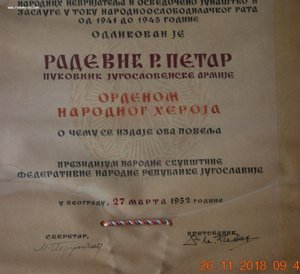 НАРОДНИХ НЕПРИЈАТЕЉА И ОСВЕДОЧЕНО ЈУНАШТВО И
ЗАСЛУГЕ У ТОКУ НАРОДНООСЛОБОДИЛАЧКОГ РАТА
ОД 1941 ДО 1945 ГОДИНЕ
ОДЛИКОВАН ЈЕ
РАДЕВИЋ Р. ПЕТАР
ПУКОВНИК ЈУГОСЛОВЕНСКЕ АРМИЈЕ
ОРДЕНОМ
НАРОДНОГ ХЕРОЈА
О ЧЕМУ СЕ ИЗДАЈЕ ОВА ПОВЕЉА
ПРЕЗИДИЈУМ НАРОДНЕ СКУПШТИНЕ
ФЕДЕРАТИВНЕ НАРОДНЕ РЕПУБЛИКЕ ЈУГОСЛАВИЈЕ
У БЕОГРАДУ, 27 МАРТА 1952 ГОДИНЕ
СЕКРЕТАР, ПРЕТСЕДНИК,
26 11 2018 09 4